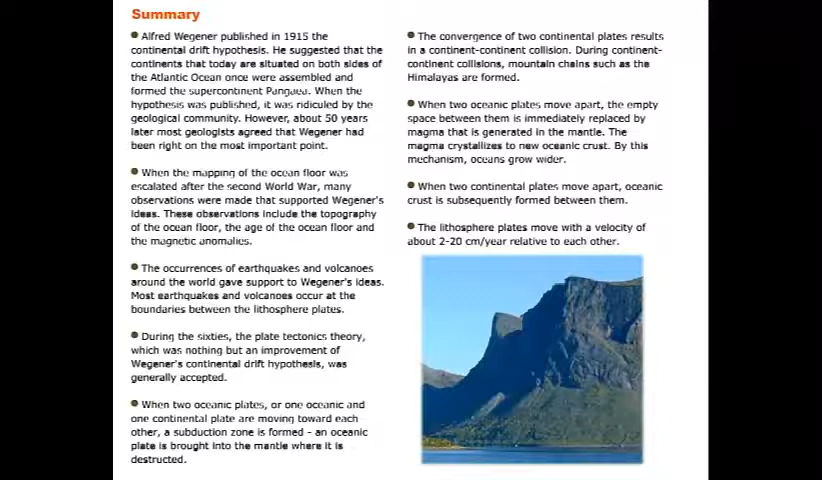 Summary
Alfred Wegener published in 1915 the
continental drift hypothesis. He suggested that the
continents that today are situated on both sides of
the Atlantic Ocean once were assembled and
formed the supercontinent Pangaea. When the
hypothesis was published, it was ridiculed by the
geological community. However, about 50 years
later most geologists agreed that Wegener had
been right on the most important point.
When the mapping of the ocean floor was
escalated after the second World War, many
observations were made that supported Wegener's
ideas. These observations include the topography
of the ocean floor, the age of the ocean floor and
the magnetic anomalies.
The occurrences of earthquakes and volcanoes
around the world gave support to Wegener's ideas.
Most earthquakes and volcanoes occur at the
boundaries between the lithosphere plates.
During the sixties, the plate tectonics theory,
which was nothing but an improvement of
Wegener's continental drift hypothesis, was
generally accepted.
When two oceanic plates, or one oceanic and
one continental plate are moving toward each
other, a subduction zone is formed - an oceanic
plate is brought into the mantle where it is
destructed.
The convergence of two continental plates results
in a continent-continent collision. During continent-
continent collisions, mountain chains such as the
Himalayas are formed.
When two oceanic plates move apart, the empty
space between them is immediately replaced by
magma that is generated in the mantle. The
magma crystallizes to new oceanic crust. By this
mechanism, oceans grow wider.
When two continental plates move apart, oceanic
crust is subsequently formed between them.
The lithosphere plates move with a velocity of
about 2-20 cm/year relative to each other.